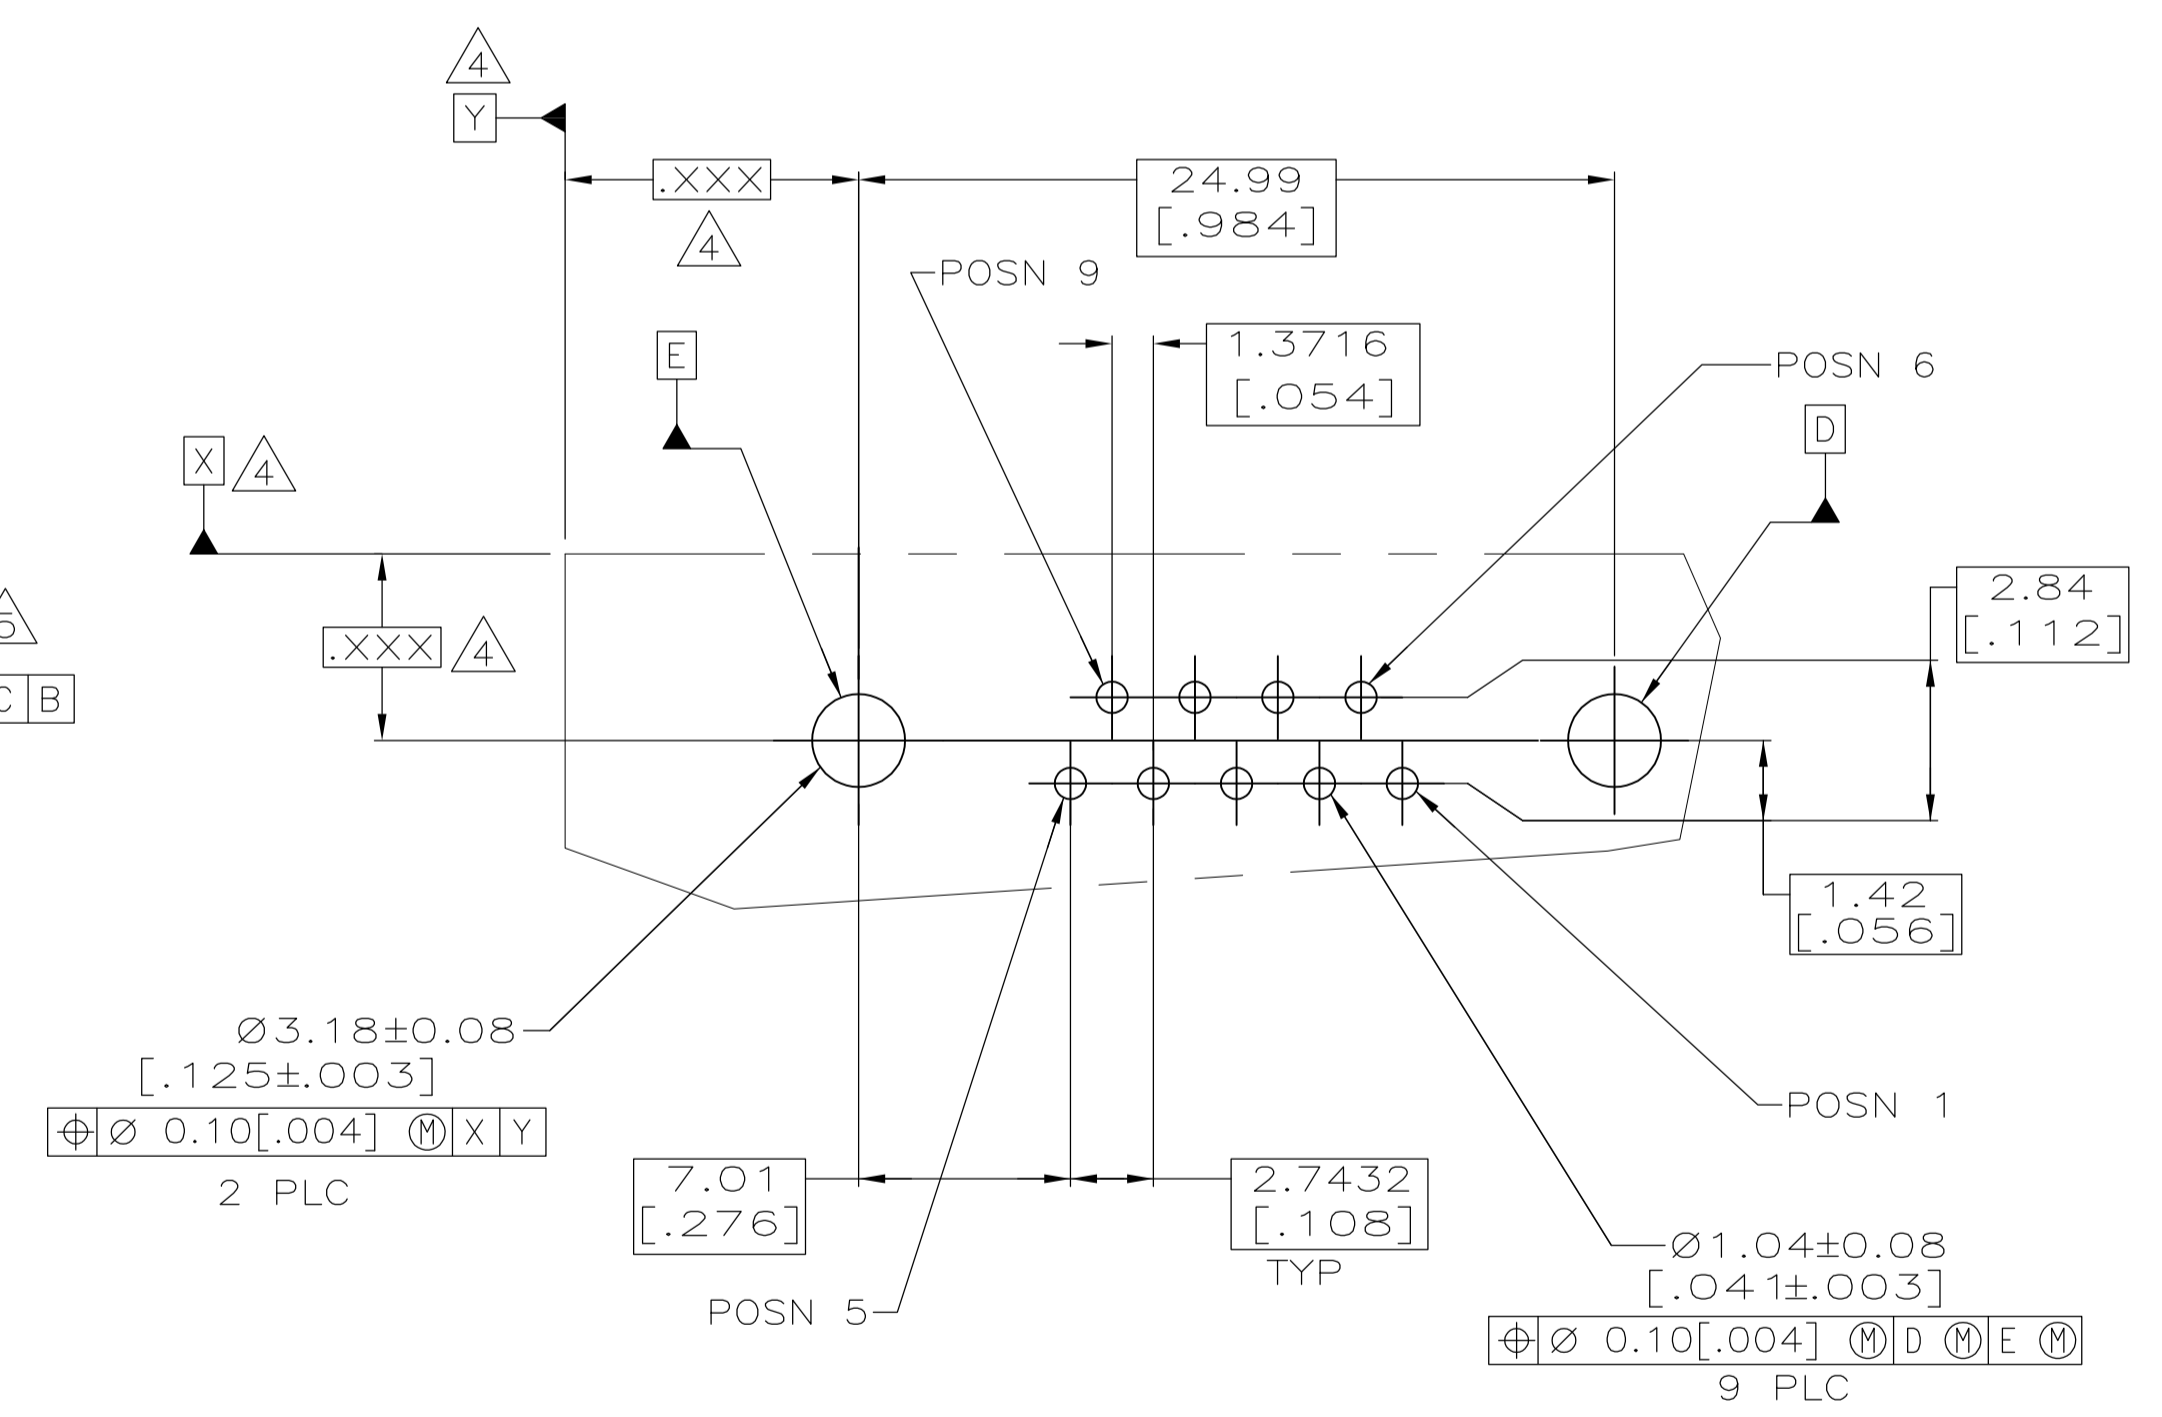 4
Y
.XXX
4
24.99
[.984]
POSN 9
1.3716
[.054]
E
POSN 6
D
X 4
2.84
[.112]
5
.XXX 4
C B
1.42
[.056]
Ø3.18±0.08
[.125±.003]
⌖ Ø 0.10[.004] Ⓜ X Y
2 PLC
POSN 1
7.01
[.276]
2.7432
[.108]
TYP
POSN 5
Ø1.04±0.08
[.041±.003]
⌖ Ø 0.10[.004] Ⓜ D Ⓜ E Ⓜ
9 PLC